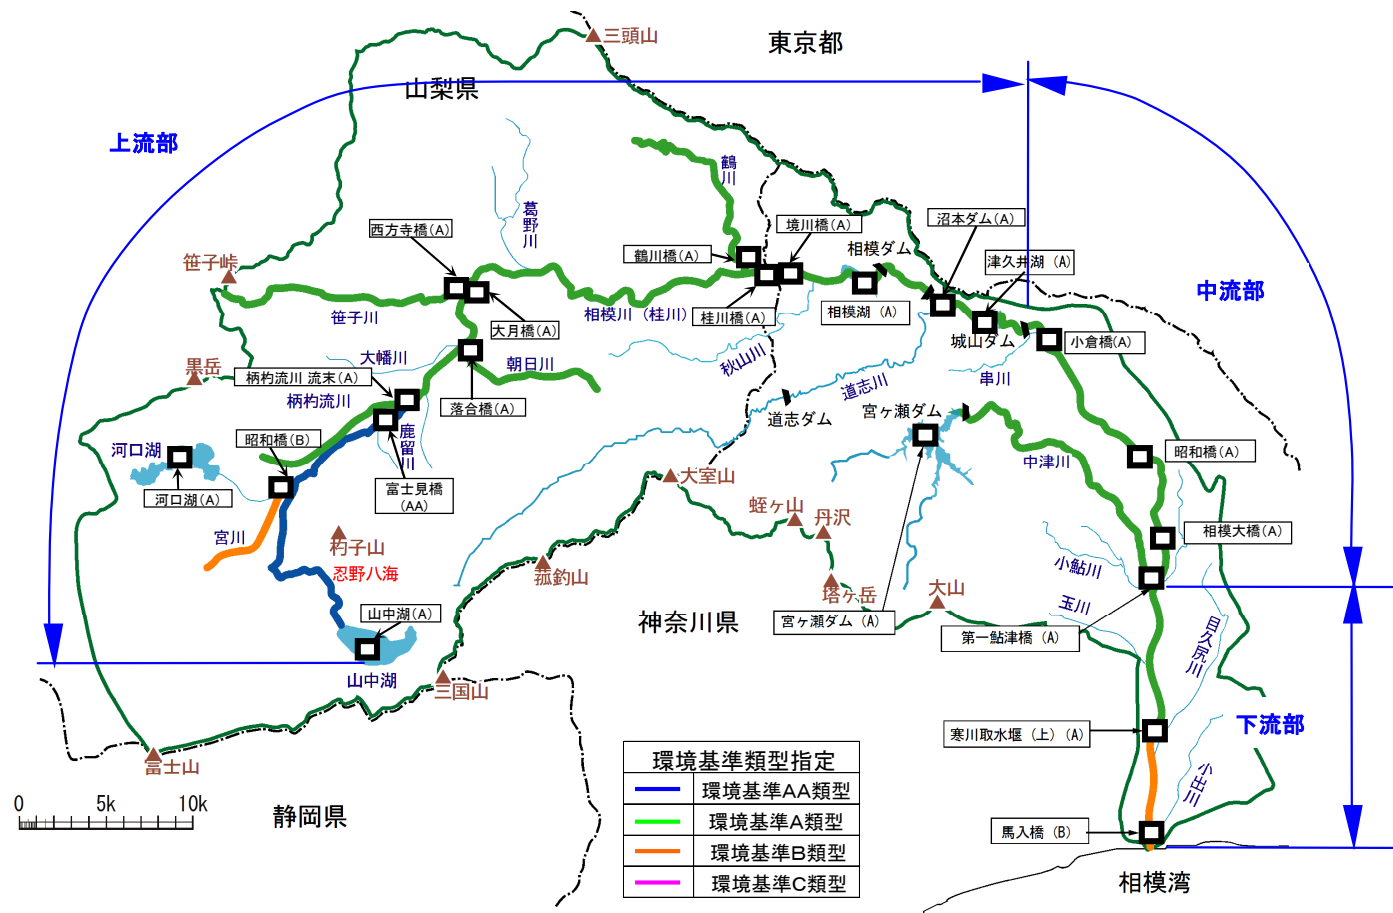 三頭山
東京都
山梨県
上流部
鶴川
葛野川
西方寺橋(A)
境川橋(A)
沼本ダム(A)
鶴川橋(A)
相模ダム
津久井湖(A)
笹子峠
中流部
笹子川
大月橋(A)
相模川(桂川)
桂川橋(A)
相模湖(A)
城山ダム
小倉橋(A)
大幡川
朝日川
秋山川
黒岳
柄杓流川 流末(A)
柄杓流川
落合橋(A)
道志川
串川
道志ダム
宮ヶ瀬ダム
昭和橋(B)
鹿留川
河口湖
昭和橋(A)
中津川
大室山
河口湖(A)
富士見橋
(AA)
蛭ヶ山
丹沢
宮川
相模大橋(A)
杓子山
忍野八海
小鮎川
菰釣山
塔ヶ岳
大山
玉川
山中湖(A)
神奈川県
宮ヶ瀬ダム(A)
第一鮎津橋(A)
目久尻川
山中湖
三国山
寒川取水堰(上)(A)
下流部
富士山
環境基準類型指定
小出川
0 5k 10k
環境基準AA類型
静岡県
環境基準A類型
馬入橋(B)
環境基準B類型
環境基準C類型
相模湾